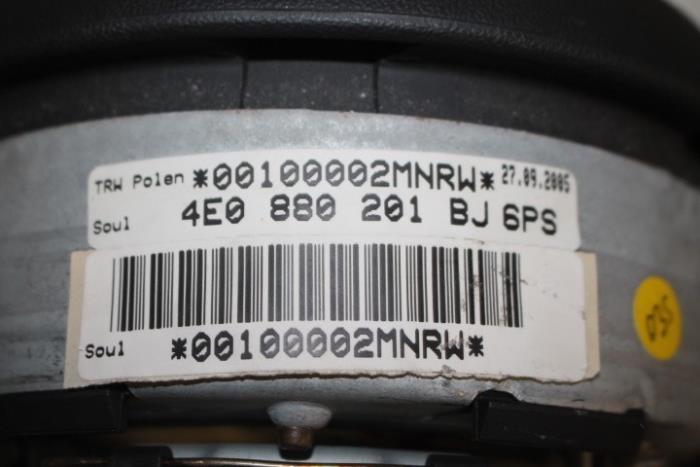 TRW Polen *00100002MNRW* 27.09.2005
Soul 4E0 880 201 BJ 6PS
Soul *00100002MNRW*